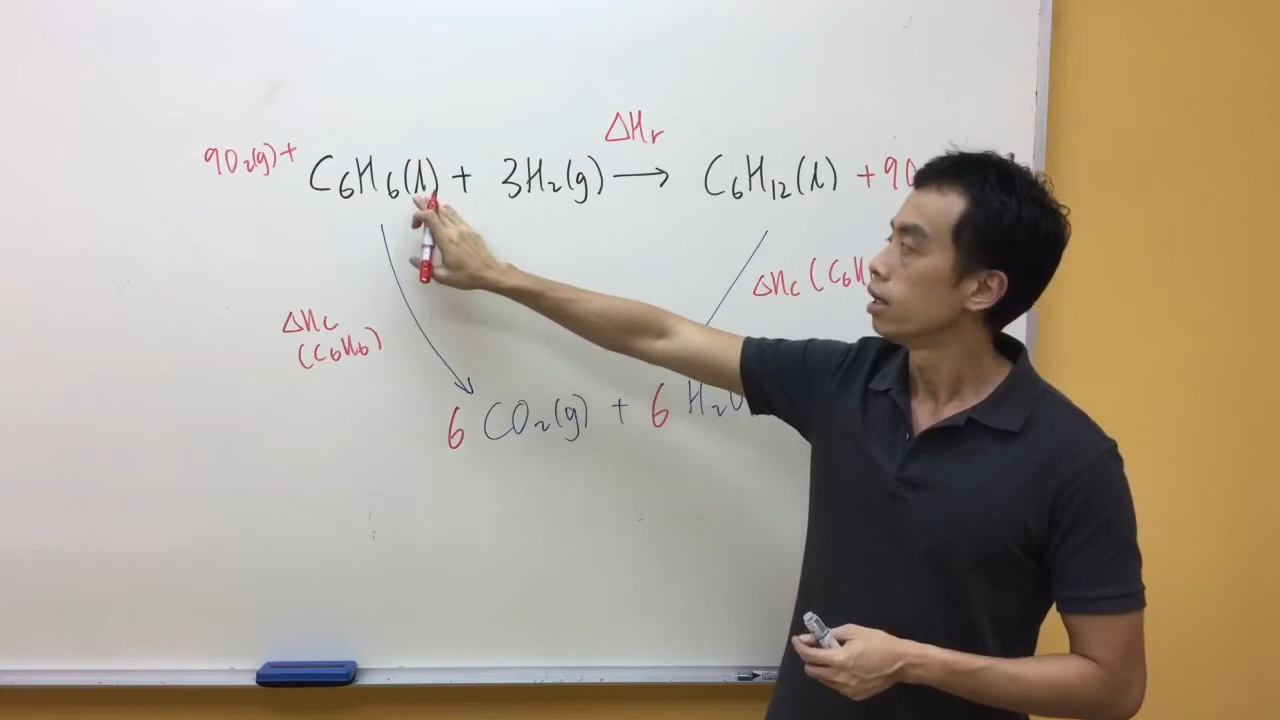 ΔHr
9O₂(g)+ C₆H₆(l) + 3H₂(g) → C₆H₁₂(l) +9O
ΔHc (C₆H
ΔHc
(C₆H₆)
6 CO₂(g) + 6 H₂O